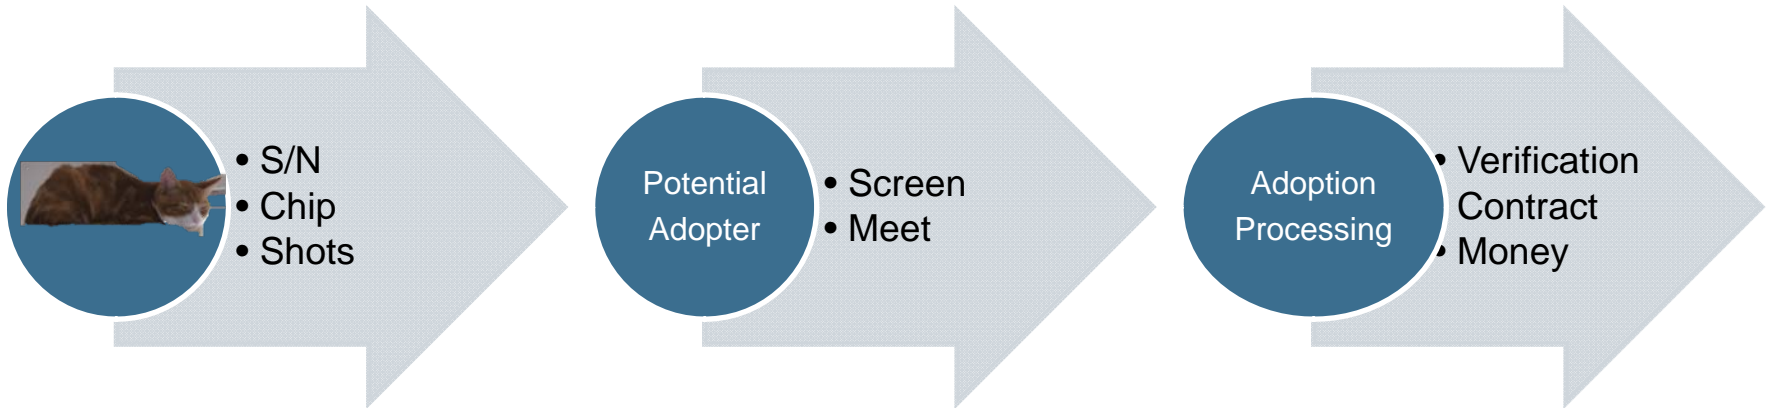 • S/N
• Chip
• Shots
Potential
Adopter
• Screen
• Meet
Adoption
Processing
• Verification
Contract
• Money